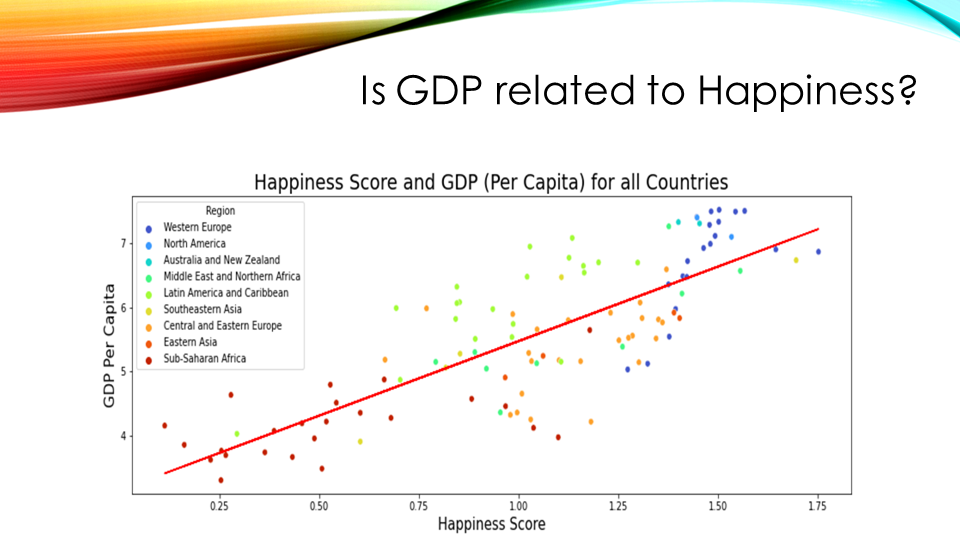 Is GDP related to Happiness?
Happiness Score and GDP (Per Capita) for all Countries
Region
Western Europe
North America
Australia and New Zealand
Middle East and Northern Africa
Latin America and Caribbean
Southeastern Asia
Central and Eastern Europe
Eastern Asia
Sub-Saharan Africa
GDP Per Capita
7
6
5
4
0.25 0.50 0.75 1.00 1.25 1.50 1.75
Happiness Score